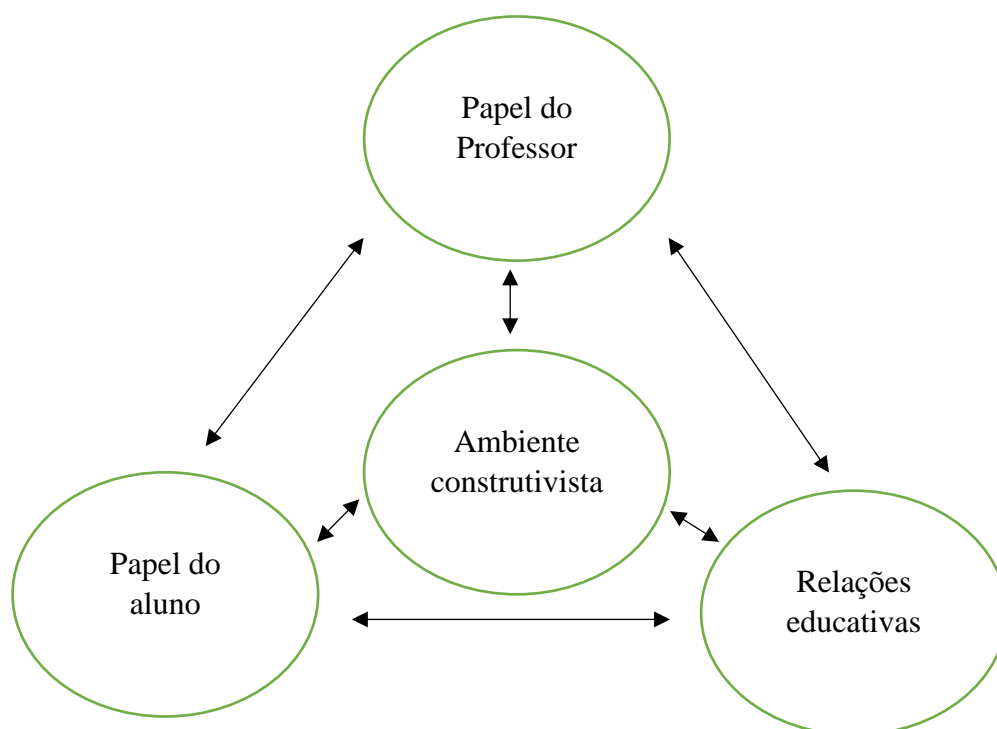 Papel do
Professor
Ambiente
construtivista
Papel do
aluno
Relações
educativas